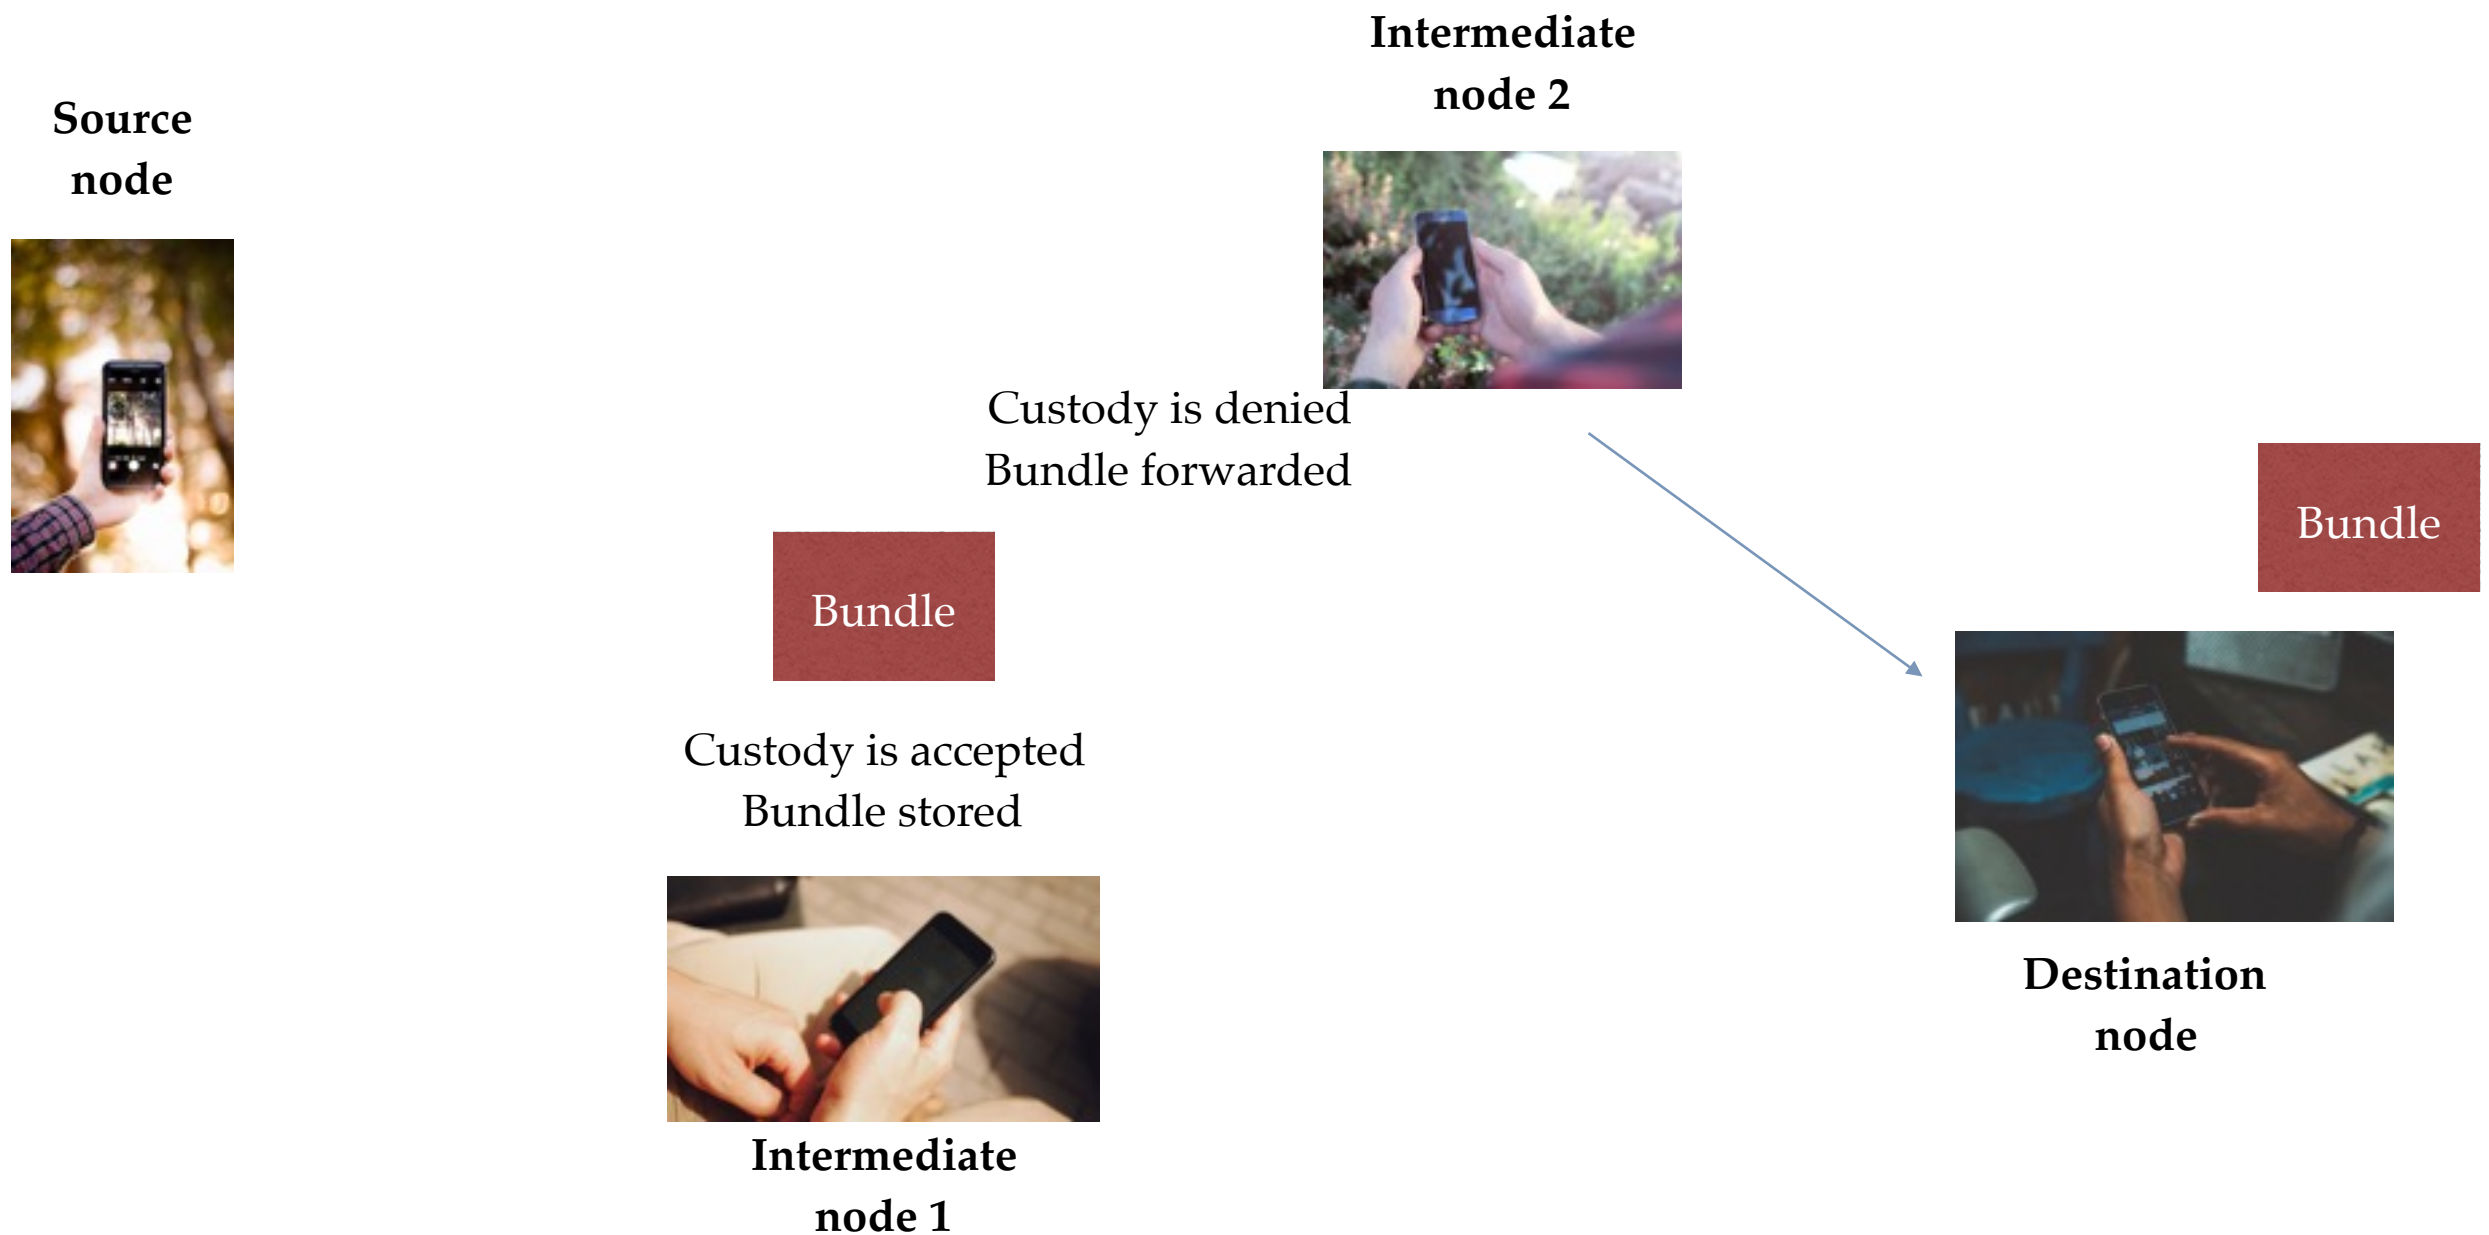 Source
node
Intermediate
node 2
Custody is denied
Bundle forwarded
Bundle
Bundle
Custody is accepted
Bundle stored
Intermediate
node 1
Destination
node